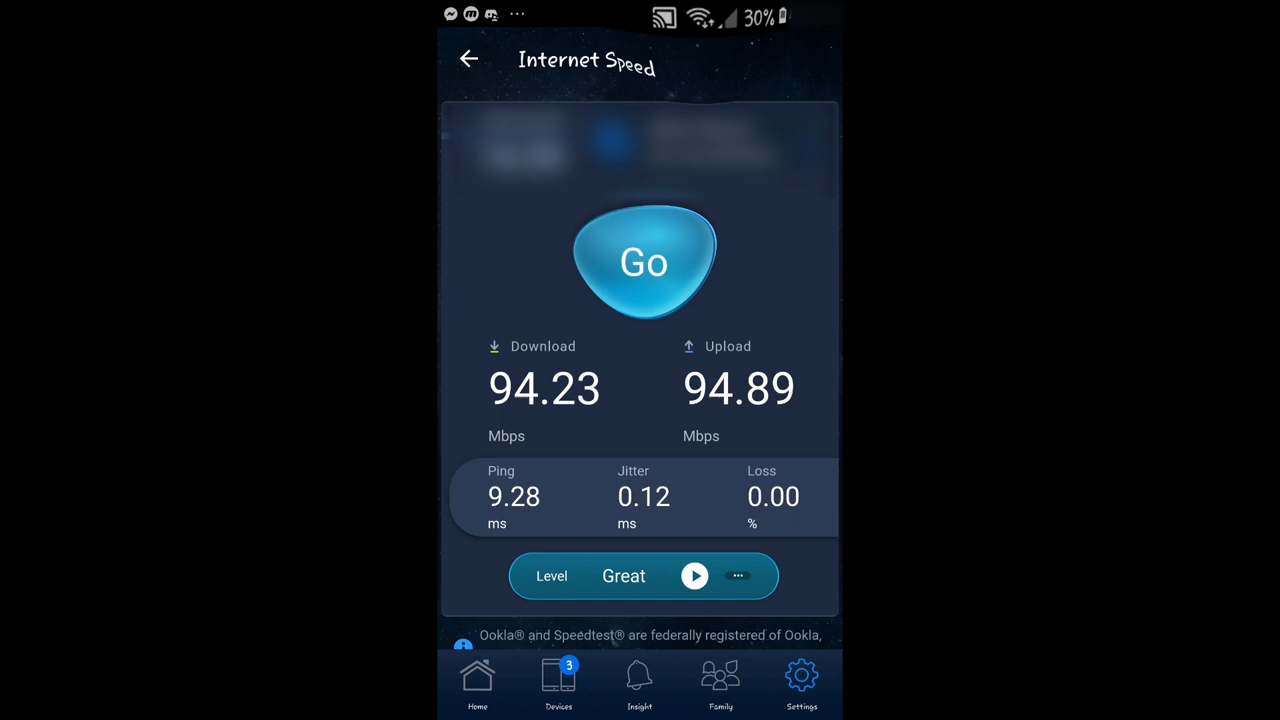 30%
Internet Speed
Go
Download Upload
94.23 94.89
Mbps Mbps
Ping Jitter Loss
9.28 0.12 0.00
ms ms %
Level Great
Ookla® and Speedtest® are federally registered of Ookla,
3
Home Devices Insight Family Settings